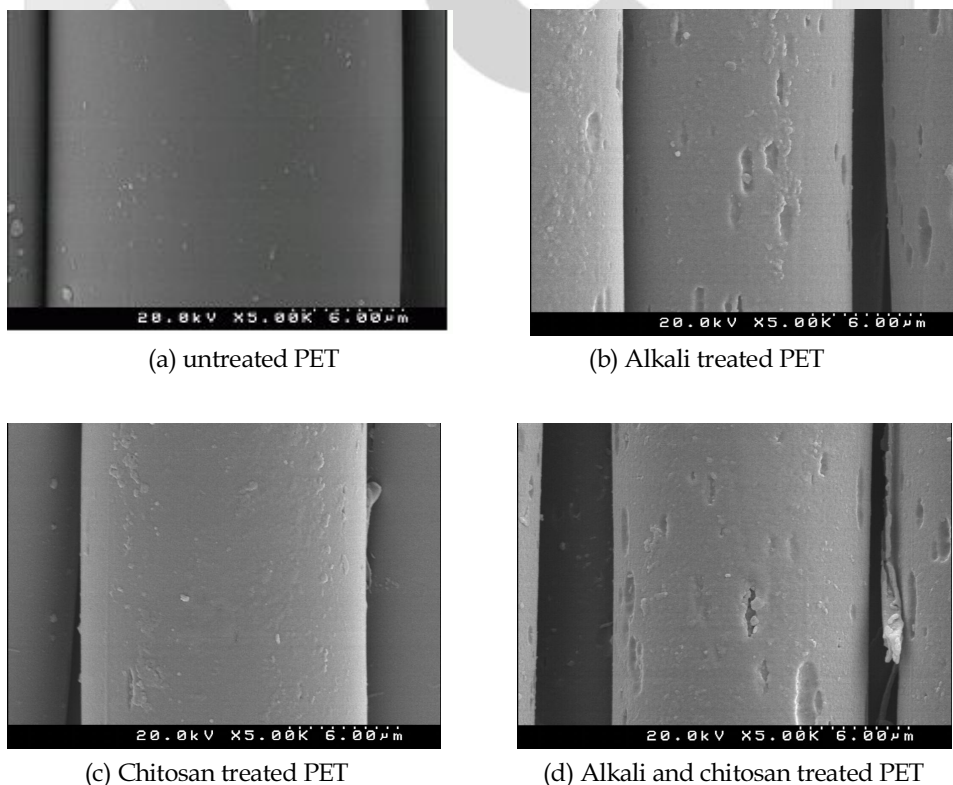 20.0kV X5.00K 6.00μm
20.0kV X5.00K 6.00μm
(a) untreated PET
(b) Alkali treated PET
20.0kV X5.00K 6.00μm
20.0kV X5.00K 6.00μm
(c) Chitosan treated PET
(d) Alkali and chitosan treated PET